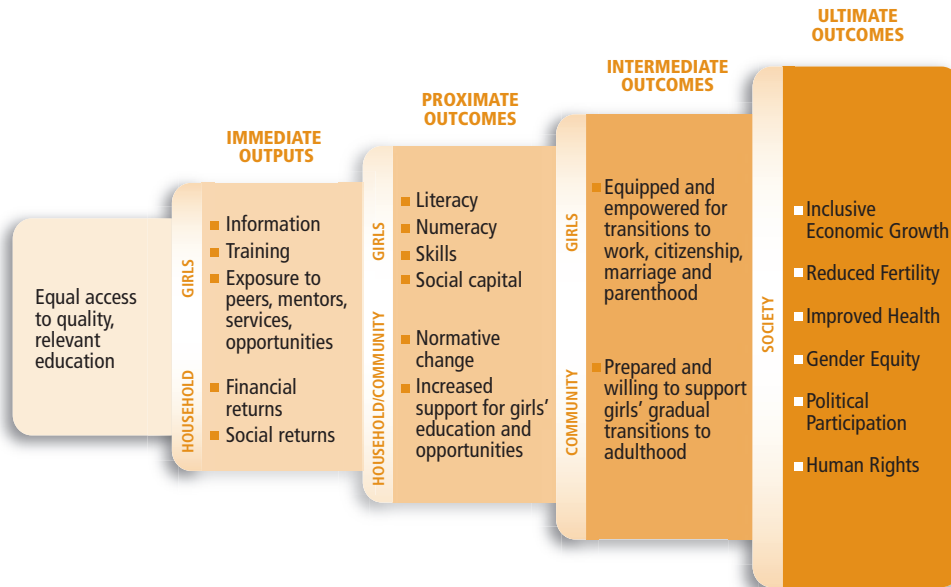 Equal access
to quality,
relevant
education
IMMEDIATE
OUTPUTS
GIRLS
Information
Training
Exposure to
peers, mentors,
services,
opportunities
HOUSEHOLD
Financial
returns
Social returns
PROXIMATE
OUTCOMES
GIRLS
Literacy
Numeracy
Skills
Social capital
HOUSEHOLD/COMMUNITY
Normative
change
Increased
support for girls’
education and
opportunities
INTERMEDIATE
OUTCOMES
GIRLS
Equipped and
empowered for
transitions to
work, citizenship,
marriage and
parenthood
COMMUNITY
Prepared and
willing to support
girls’ gradual
transitions to
adulthood
ULTIMATE
OUTCOMES
SOCIETY
Inclusive
Economic Growth
Reduced Fertility
Improved Health
Gender Equity
Political
Participation
Human Rights